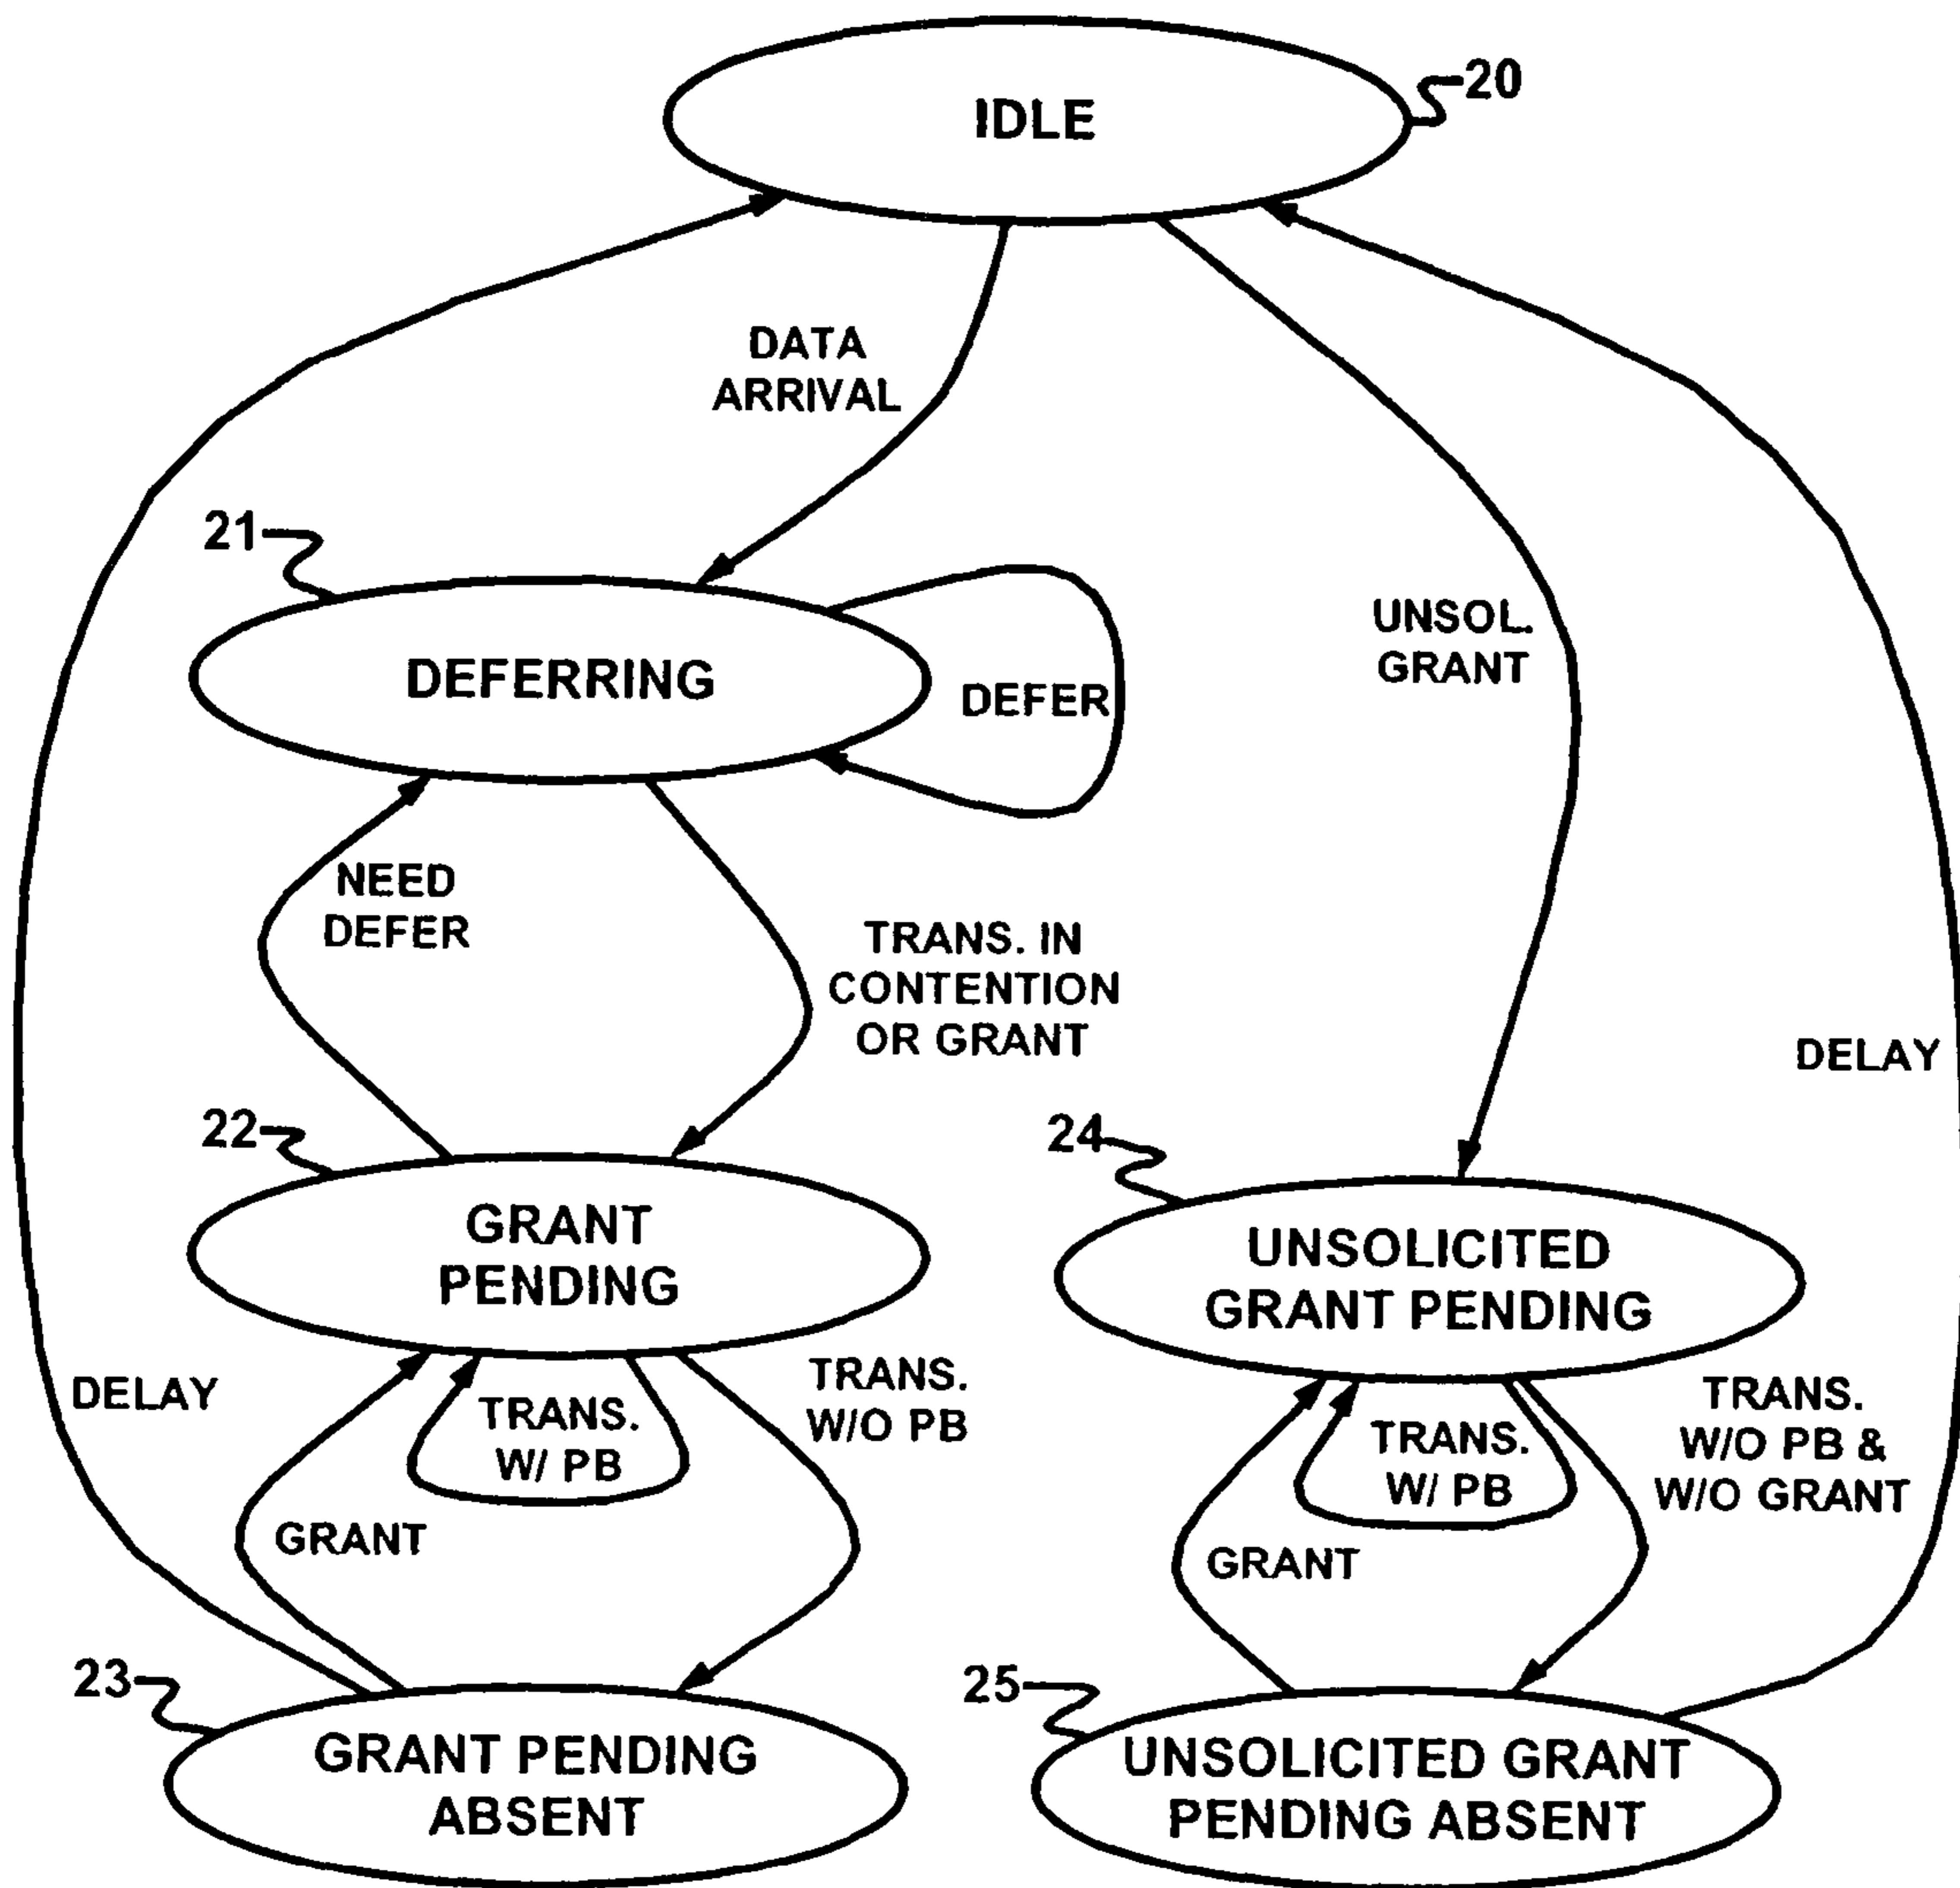 IDLE
20
DATA
ARRIVAL
21
DEFERRING
DEFER
UNSOL.
GRANT
NEED
DEFER
TRANS. IN
CONTENTION
OR GRANT
DELAY
22
GRANT
PENDING
24
UNSOLICITED
GRANT PENDING
DELAY
TRANS.
W/ PB
TRANS.
W/O PB
GRANT
TRANS.
W/ PB
TRANS.
W/O PB &
W/O GRANT
GRANT
23
GRANT PENDING
ABSENT
25
UNSOLICITED GRANT
PENDING ABSENT